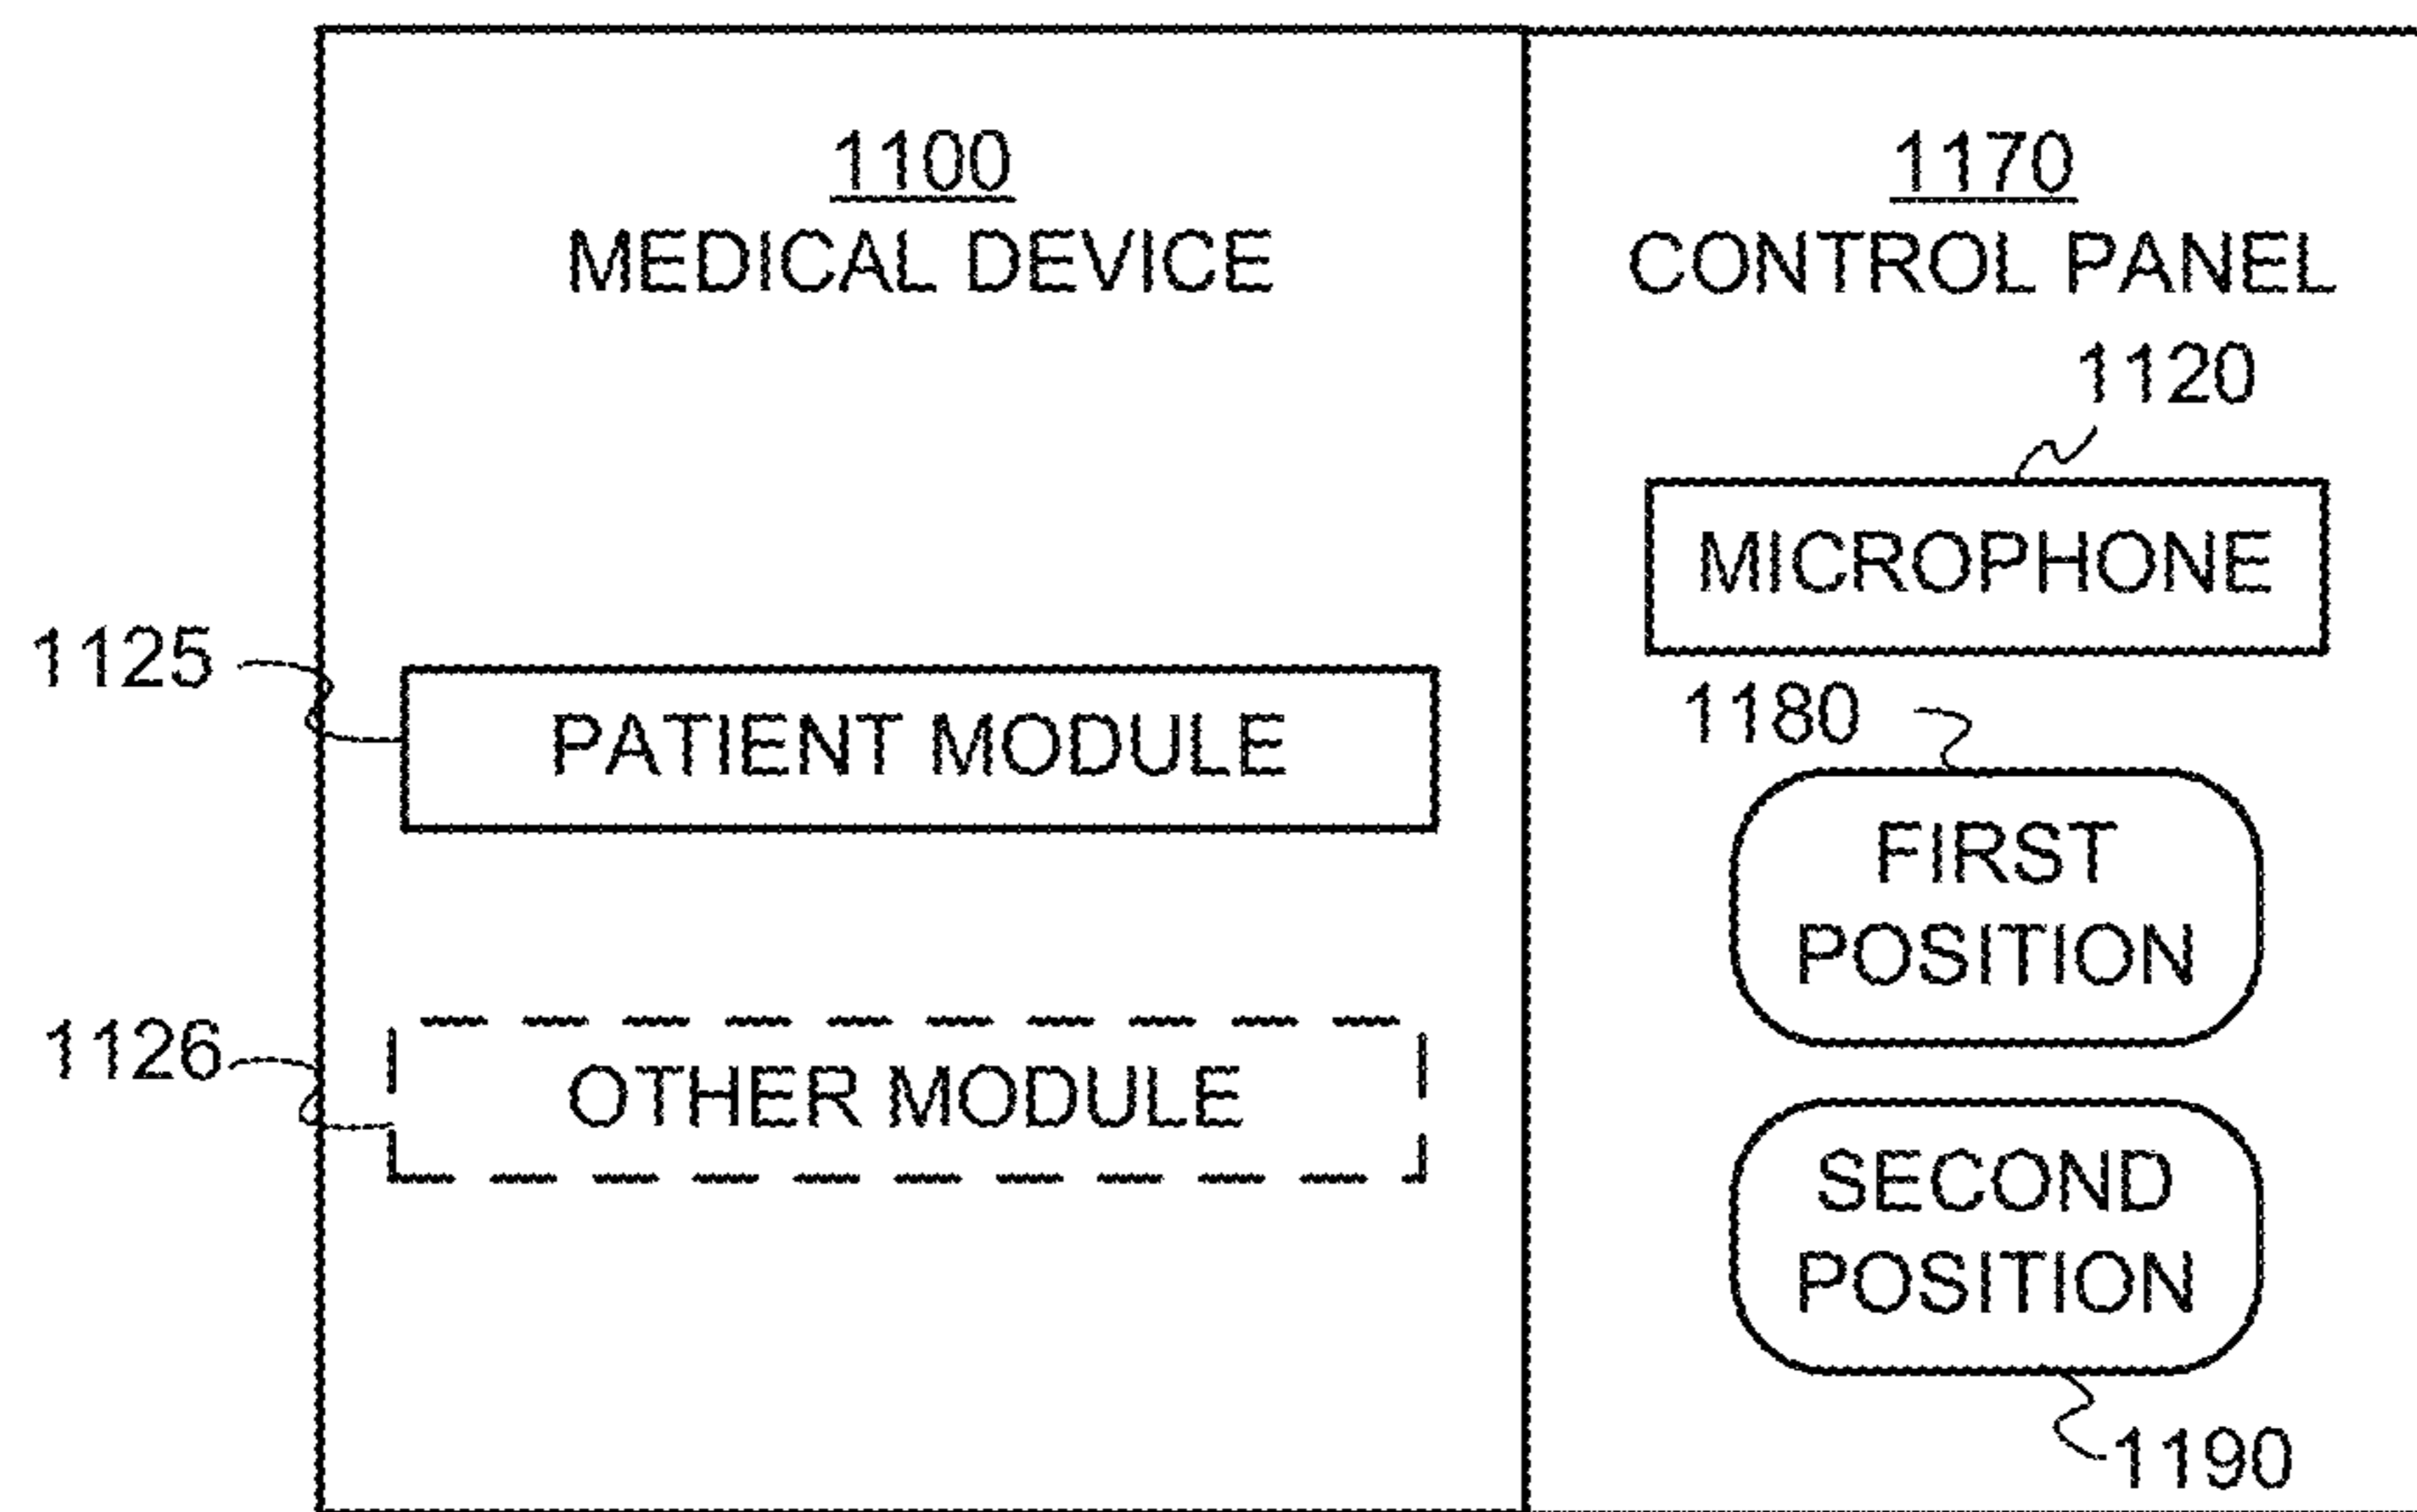 1100
MEDICAL DEVICE
1125
PATIENT MODULE
1126
OTHER MODULE
1170
CONTROL PANEL
1120
MICROPHONE
1180
FIRST
POSITION
SECOND
POSITION
1190